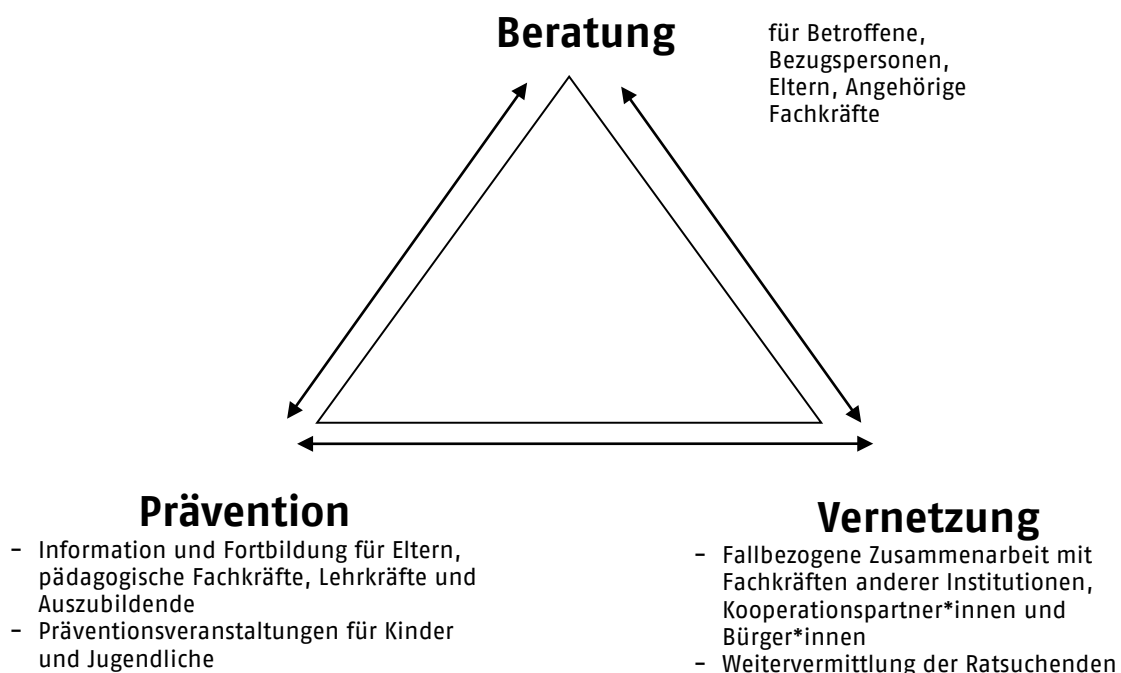 Beratung
für Betroffene,
Bezugspersonen,
Eltern, Angehörige
Fachkräfte
Prävention
- Information und Fortbildung für Eltern,
pädagogische Fachkräfte, Lehrkräfte und
Auszubildende
- Präventionsveranstaltungen für Kinder
und Jugendliche
Vernetzung
- Fallbezogene Zusammenarbeit mit
Fachkräften anderer Institutionen,
Kooperationspartner*innen und
Bürger*innen
- Weitervermittlung der Ratsuchenden